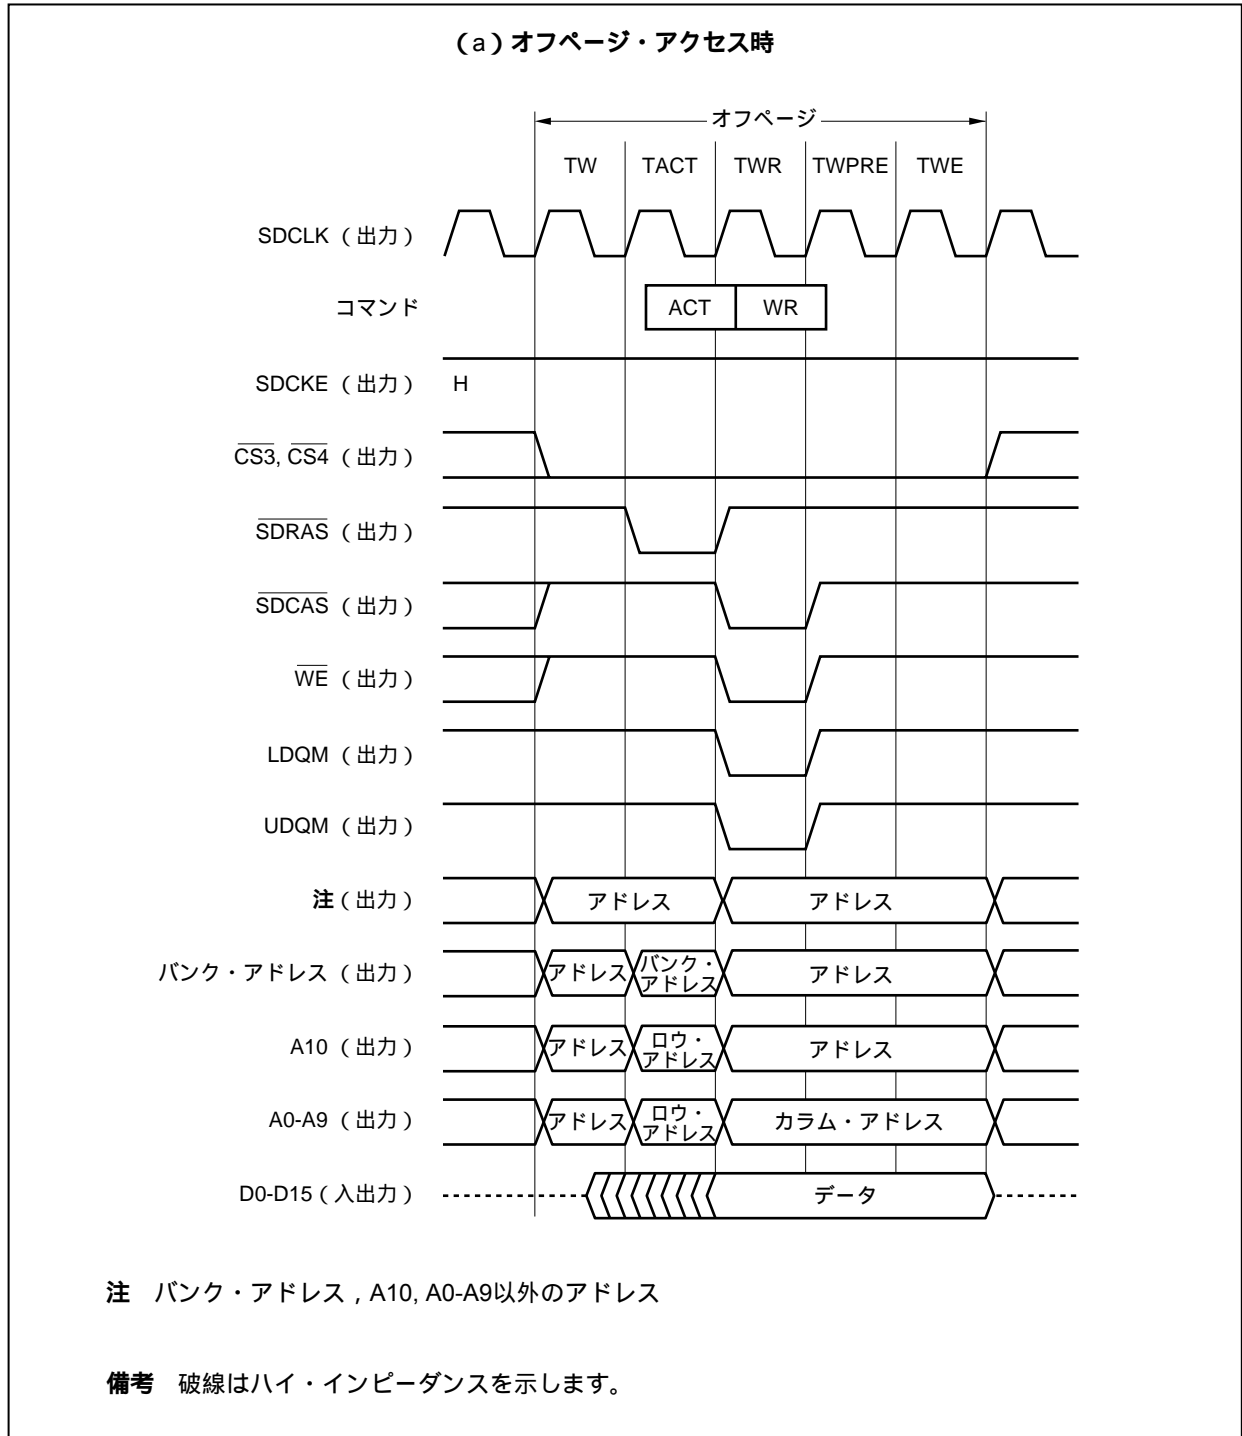 （a）オフページ・アクセス時
オフページ
TW TACT TWR TWPRE TWE
SDCLK（出力）
コマンド ACT WR
SDCKE（出力） H
CS3, CS4（出力）
SDRAS（出力）
SDCAS（出力）
WE（出力）
LDQM（出力）
UDQM（出力）
注（出力） アドレス アドレス
バンク・アドレス（出力） アドレス バンク・アドレス アドレス
A10（出力） アドレス ロウ・アドレス アドレス
A0-A9（出力） アドレス ロウ・アドレス カラム・アドレス
D0-D15（入出力） データ
注 バンク・アドレス，A10, A0-A9以外のアドレス
備考 破線はハイ・インピーダンスを示します。